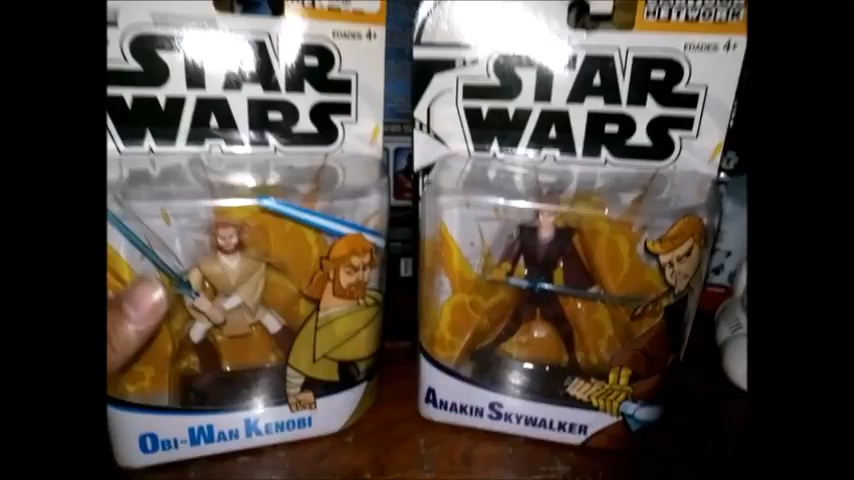 EDADES 4+
STAR
WARS
OBI-WAN KENOBI
NETWORK
EDADES 4+
STAR
WARS
ANAKIN SKYWALKER